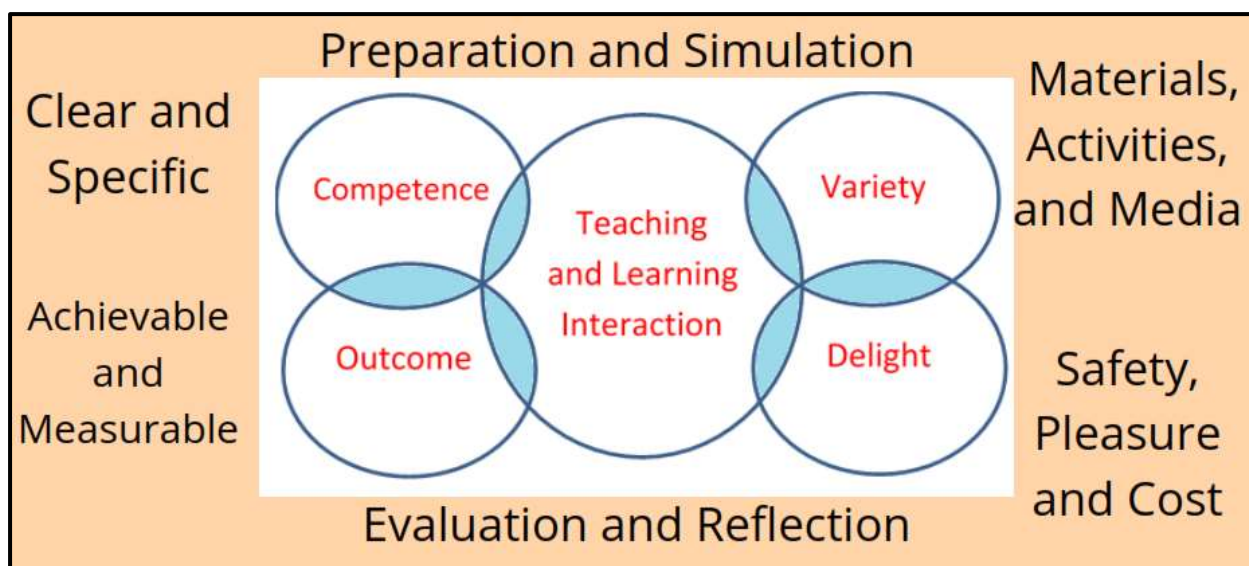 Preparation and Simulation
Clear and
Specific
Materials,
Activities,
and Media
Competence
Teaching
and Learning
Interaction
Variety
Achievable
and
Measurable
Outcome
Delight
Safety,
Pleasure
and Cost
Evaluation and Reflection